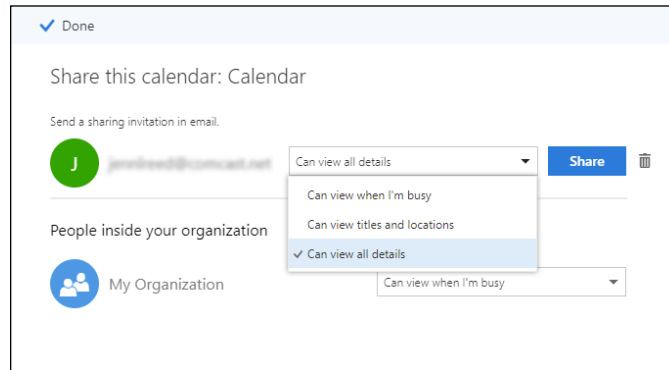 Done
Share this calendar: Calendar
Send a sharing invitation in email.
J
Can view all details
Share
Can view when I'm busy
Can view titles and locations
Can view all details
People inside your organization
My Organization
Can view when I'm busy